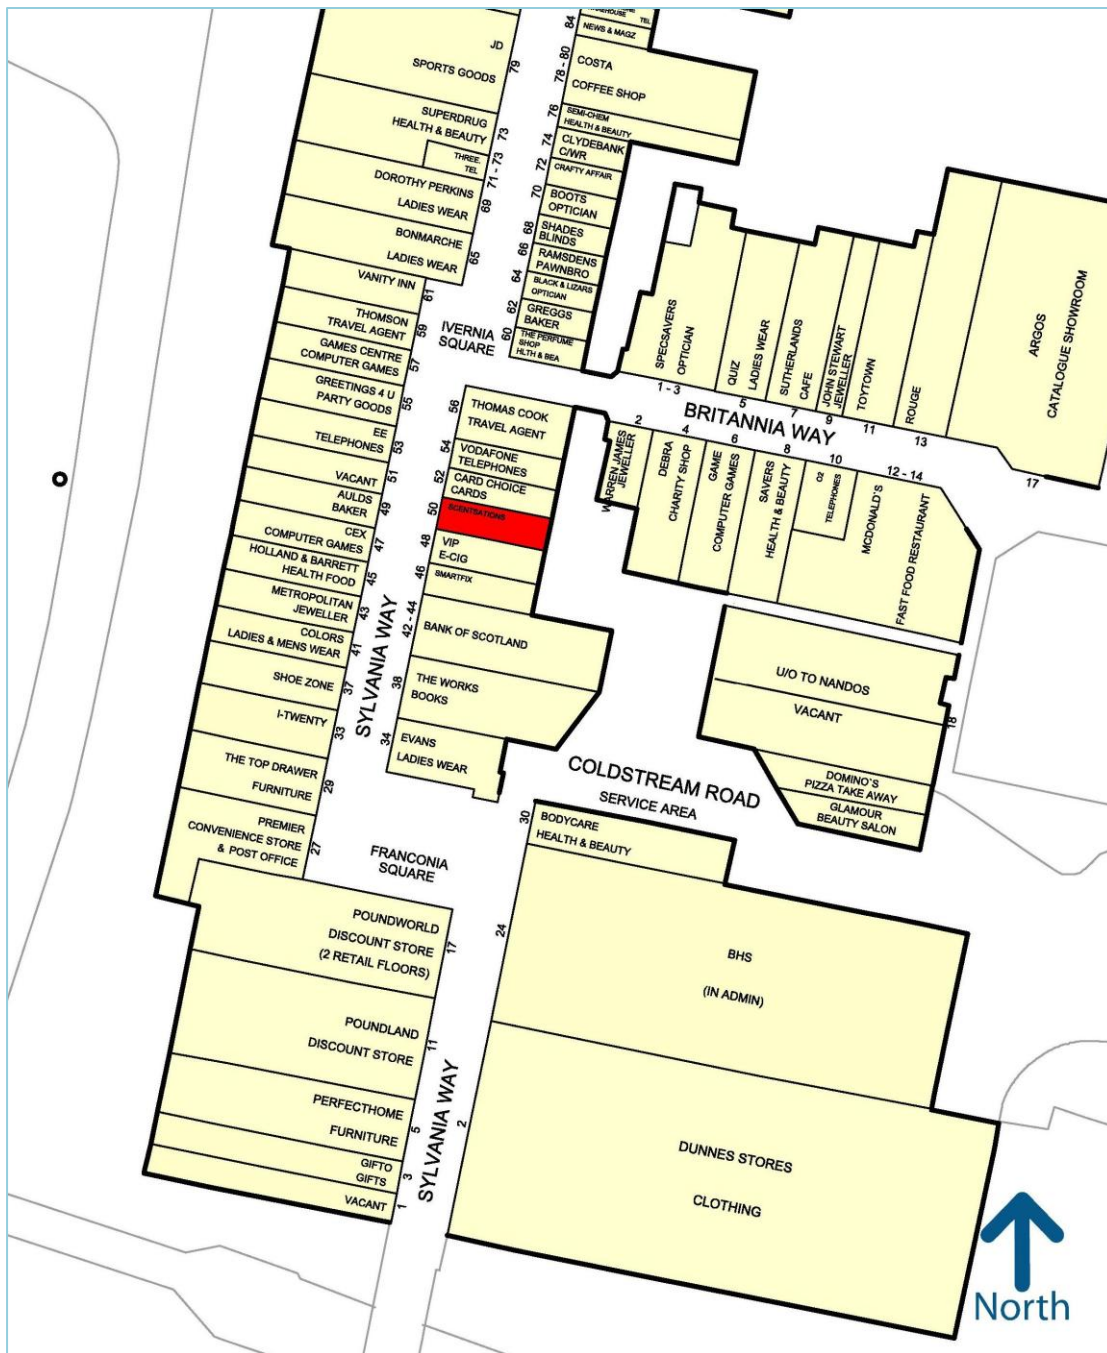 JD
SPORTS GOODS
79
SUPERDRUG
HEALTH & BEAUTY
73
THREE.
TEL
71 - 73
DOROTHY PERKINS
LADIES WEAR
69
BONMARCHE
LADIES WEAR
65
VANITY INN
61
THOMSON
TRAVEL AGENT
59
GAMES CENTRE
COMPUTER GAMES
57
GREETINGS 4 U
PARTY GOODS
55
EE
TELEPHONES
53
VACANT
51
AULDS
BAKER
49
CEX
COMPUTER GAMES
47
HOLLAND & BARRETT
HEALTH FOOD
45
METROPOLITAN
JEWELLER
43
COLORS
LADIES & MENS WEAR
41
SHOE ZONE
37
I-TWENTY
33
THE TOP DRAWER
FURNITURE
29
PREMIER
CONVENIENCE STORE
& POST OFFICE
27
POUNDWORLD
DISCOUNT STORE
(2 RETAIL FLOORS)
17
POUNDLAND
DISCOUNT STORE
11
PERFECTHOME
FURNITURE
5
GIFTO
GIFTS
3
VACANT
1
TEL
84
NEWS & MAGZ
78 - 80
COSTA
COFFEE SHOP
76
SEMI-CHEM
HEALTH & BEAUTY
74
CLYDEBANK
C/WR
72
CRAFTY AFFAIR
70
BOOTS
OPTICIAN
68
SHADES
BLINDS
66
RAMSDENS
PAWNBRO
64
BLACK & LIZARS
OPTICIAN
62
GREGGS
BAKER
60
THE PERFUME
SHOP
HLTH & BEA
IVERNIA
SQUARE
56
THOMAS COOK
TRAVEL AGENT
54
VODAFONE
TELEPHONES
52
CARD CHOICE
CARDS
50
SCENTSATIONS
48
VIP
E-CIG
46
SMARTFIX
42 - 44
BANK OF SCOTLAND
38
THE WORKS
BOOKS
34
EVANS
LADIES WEAR
SYLVANIA WAY
FRANCONIA
SQUARE
SPECSAVERS
OPTICIAN
1 - 3
QUIZ
LADIES WEAR
5
SUTHERLANDS
CAFE
7
JOHN STEWART
JEWELLER
9
TOYTOWN
11
ROUGE
13
ARGOS
CATALOGUE SHOWROOM
17
BRITANNIA WAY
2
WARREN JAMES
JEWELLER
4
DEBRA
CHARITY SHOP
6
GAME
COMPUTER GAMES
8
SAVERS
HEALTH & BEAUTY
10
O2
TELEPHONES
12 - 14
MCDONALD`S
FAST FOOD RESTAURANT
U/O TO NANDOS
VACANT
18
DOMINO`S
PIZZA TAKE AWAY
GLAMOUR
BEAUTY SALON
COLDSTREAM ROAD
SERVICE AREA
30
BODYCARE
HEALTH & BEAUTY
24
BHS
(IN ADMIN)
SYLVANIA WAY
2
DUNNES STORES
CLOTHING
North